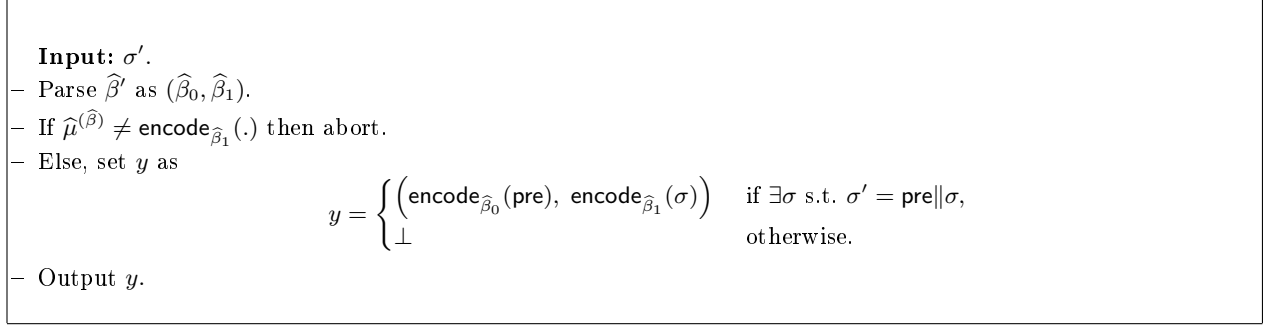 Input: σ′.
– Parse β̂′ as (β̂₀, β̂₁).
– If μ̂^(β̂) ≠ encode_β̂₁(.) then abort.
– Else, set y as
y = { (encode_β̂₀(pre), encode_β̂₁(σ)) if ∃σ s.t. σ′ = pre‖σ,
⊥ otherwise.
– Output y.